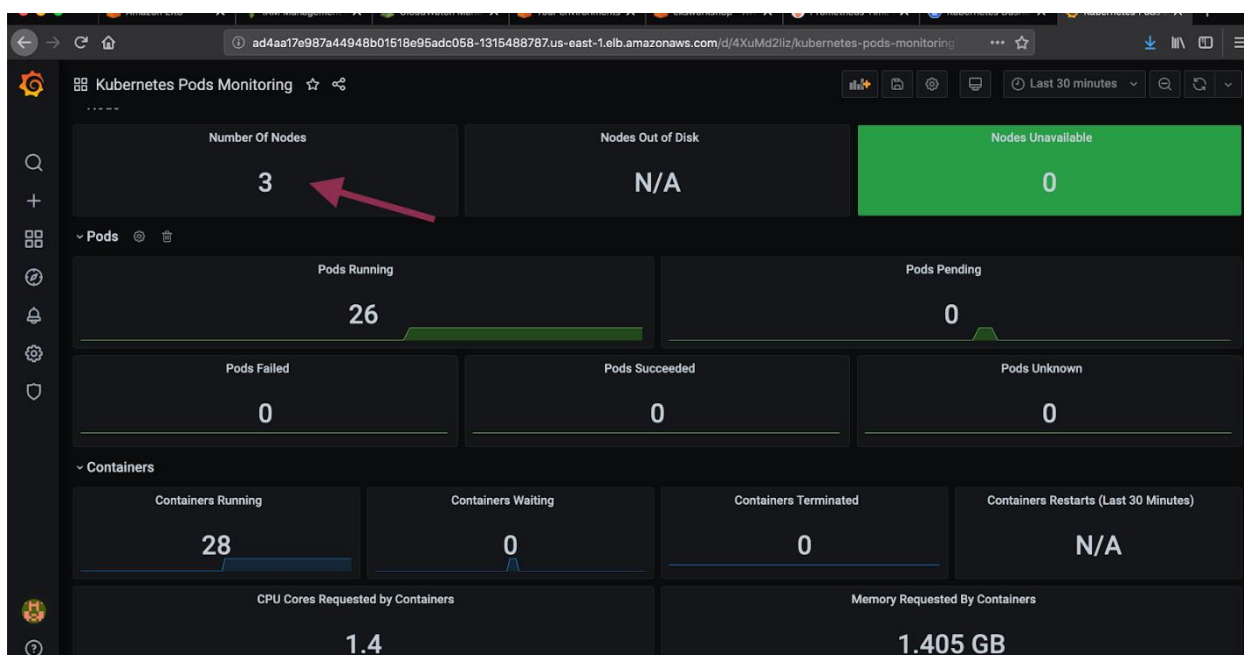 ad4aa17e987a44948b01518e95adc058-1315488787.us-east-1.elb.amazonaws.com/d/4XuMd2Iiz/kubernetes-pods-monitoring
Kubernetes Pods Monitoring
Last 30 minutes
Number Of Nodes
3
Nodes Out of Disk
N/A
Nodes Unavailable
0
Pods
Pods Running
26
Pods Pending
0
Pods Failed
0
Pods Succeeded
0
Pods Unknown
0
Containers
Containers Running
28
Containers Waiting
0
Containers Terminated
0
Containers Restarts (Last 30 Minutes)
N/A
CPU Cores Requested by Containers
1.4
Memory Requested By Containers
1.405 GB